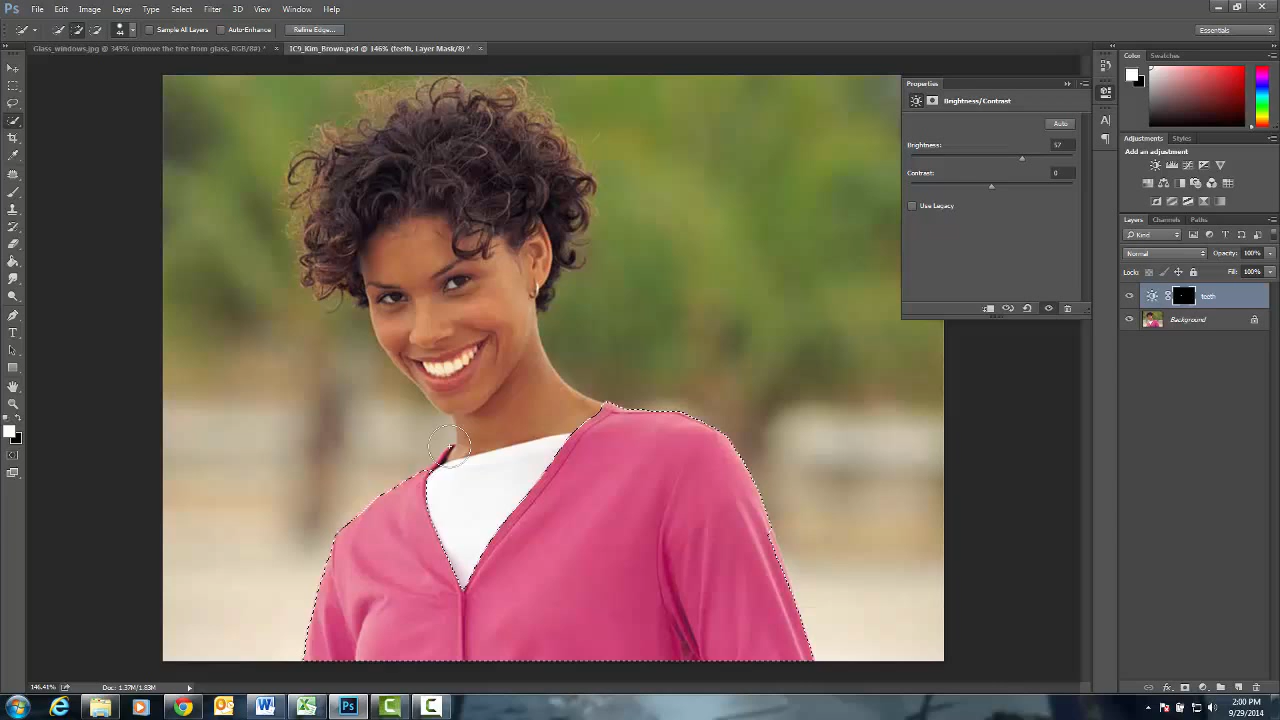 Ps File Edit Image Layer Type Select Filter 3D View Window Help
44 Sample All Layers Auto-Enhance Refine Edge... Essentials
Glass_windows.jpg @ 345% (remove the tree from glass, RGB/8#) * × IC9_Kim_Brown.psd @ 146% (teeth, Layer Mask/8) * ×
Color Swatches
Properties
Brightness/Contrast
Auto
Brightness: 57
Contrast: 0
Use Legacy
Adjustments Styles
Add an adjustment
Layers Channels Paths
Kind
Normal Opacity: 100%
Locks: Fill: 100%
teeth
Background
146.41% Doc: 1.37M/1.83M
2:00 PM
9/29/2014